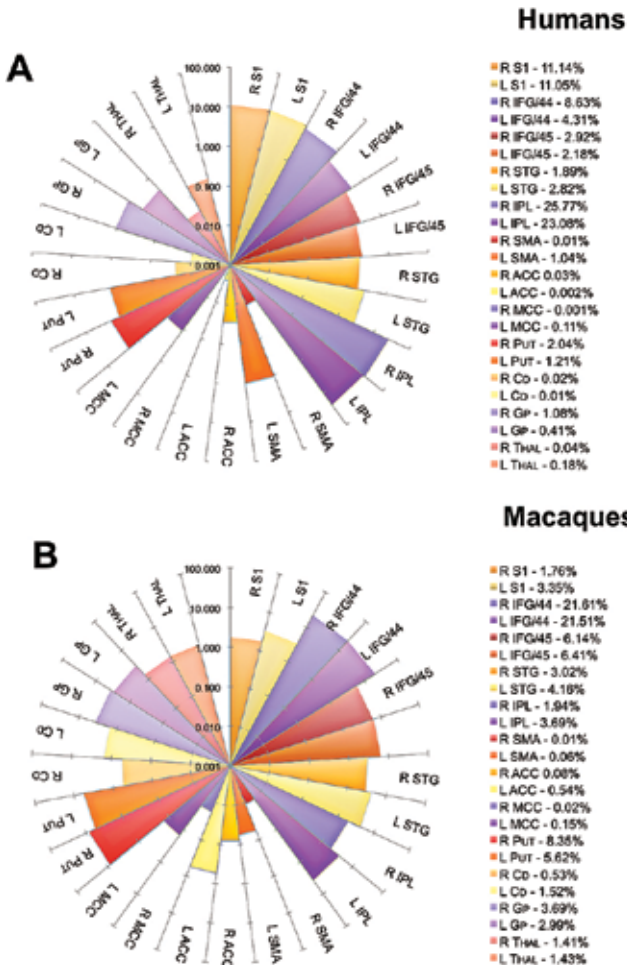 Humans
A
100.000
10.000
1.000
0.100
0.010
0.001
R S1
L S1
R IFG/44
L IFG/44
R IFG/45
L IFG/45
R STG
L STG
R IPL
L IPL
R SMA
L SMA
R ACC
L ACC
R MCC
L MCC
R PUT
L PUT
R CD
L CD
R GP
L GP
R THAL
L THAL
R S1 - 11.14%
L S1 - 11.05%
R IFG/44 - 8.63%
L IFG/44 - 4.31%
R IFG/45 - 2.92%
L IFG/45 - 2.18%
R STG - 1.89%
L STG - 2.82%
R IPL - 25.77%
L IPL - 23.08%
R SMA - 0.01%
L SMA - 1.04%
R ACC 0.03%
L ACC - 0.002%
R MCC - 0.001%
L MCC - 0.11%
R PUT - 2.04%
L PUT - 1.21%
R CD - 0.02%
L CD - 0.01%
R GP - 1.08%
L GP - 0.41%
R THAL - 0.04%
L THAL - 0.18%
Macaques
B
100.000
10.000
1.000
0.100
0.010
0.001
R S1
L S1
R IFG/44
L IFG/44
R IFG/45
R STG
L STG
R IPL
L IPL
R SMA
L SMA
R ACC
L ACC
R MCC
L MCC
R PUT
L PUT
R CD
L CD
R GP
L GP
R THAL
L THAL
R S1 - 1.76%
L S1 - 3.35%
R IFG/44 - 21.61%
L IFG/44 - 21.51%
R IFG/45 - 6.14%
L IFG/45 - 6.41%
R STG - 3.02%
L STG - 4.16%
R IPL - 1.94%
L IPL - 3.69%
R SMA - 0.01%
L SMA - 0.06%
R ACC 0.08%
L ACC - 0.54%
R MCC - 0.02%
L MCC - 0.15%
R PUT - 8.35%
L PUT - 5.62%
R CD - 0.53%
L CD - 1.52%
R GP - 3.69%
L GP - 2.99%
R THAL - 1.41%
L THAL - 1.43%